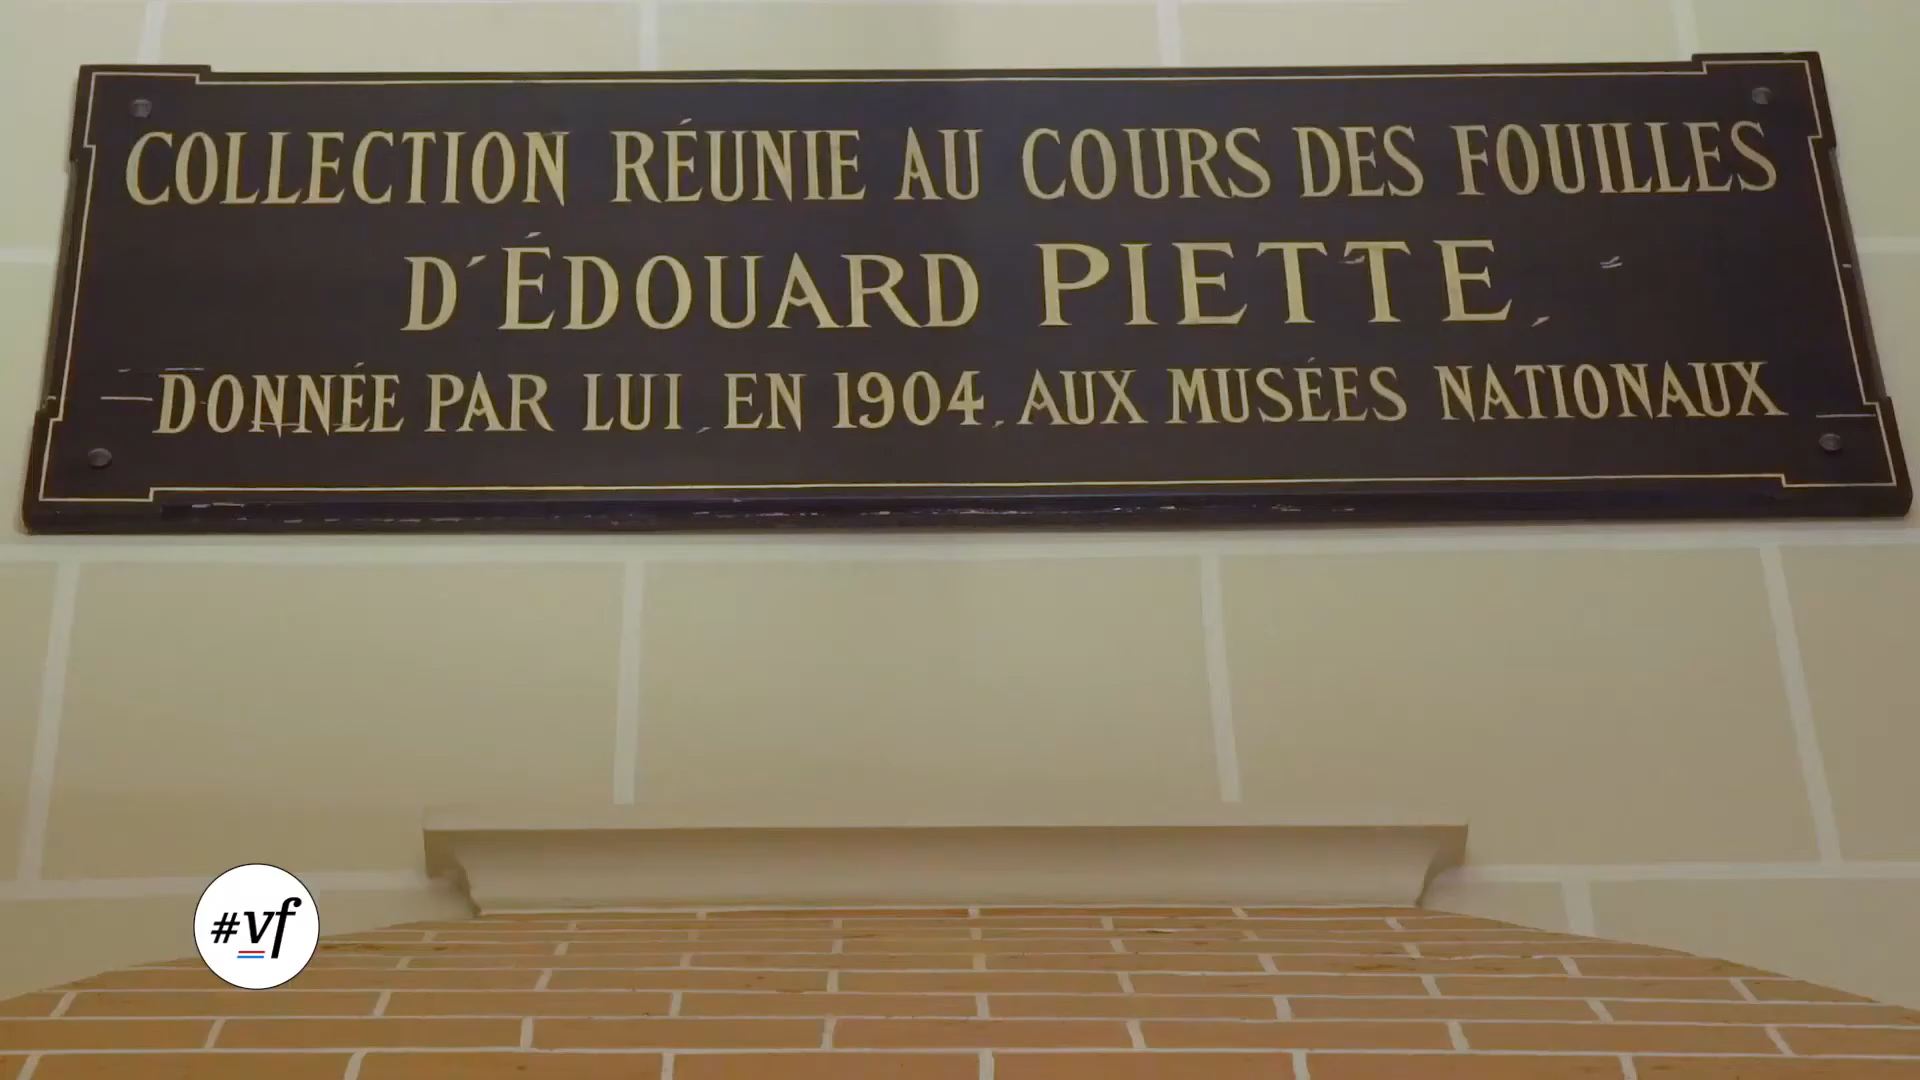 COLLECTION RÉUNIE AU COURS DES FOUILLES
D'ÉDOUARD PIETTE,
DONNÉE PAR LUI, EN 1904, AUX MUSÉES NATIONAUX
#vf